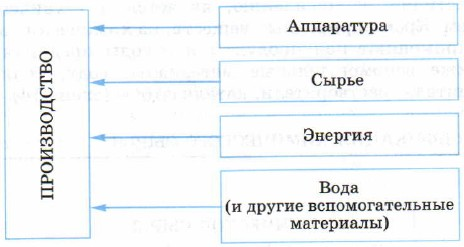 ПРОИЗВОДСТВО
Аппаратура
Сырье
Энергия
Вода
(и другие вспомогательные
материалы)